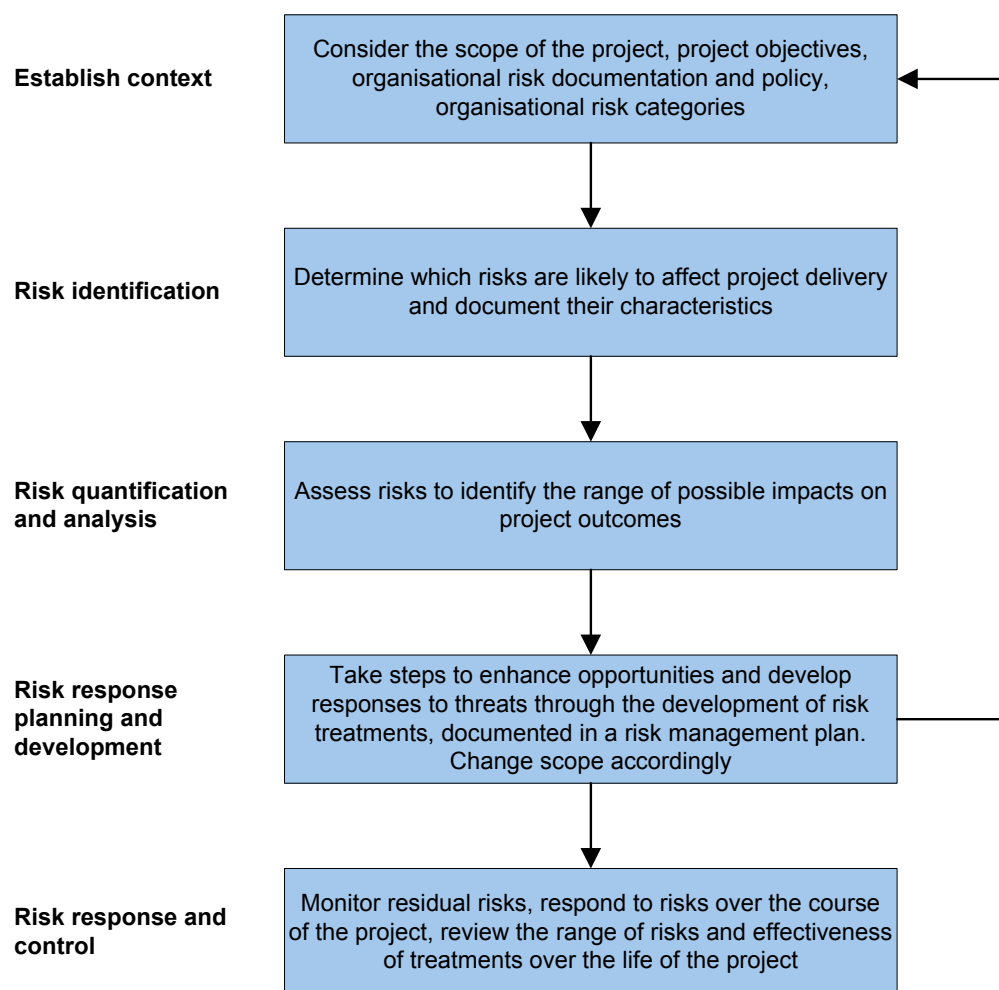 Establish context
Consider the scope of the project, project objectives,
organisational risk documentation and policy,
organisational risk categories
Risk identification
Determine which risks are likely to affect project delivery
and document their characteristics
Risk quantification
and analysis
Assess risks to identify the range of possible impacts on
project outcomes
Risk response
planning and
development
Take steps to enhance opportunities and develop
responses to threats through the development of risk
treatments, documented in a risk management plan.
Change scope accordingly
Risk response and
control
Monitor residual risks, respond to risks over the course
of the project, review the range of risks and effectiveness
of treatments over the life of the project